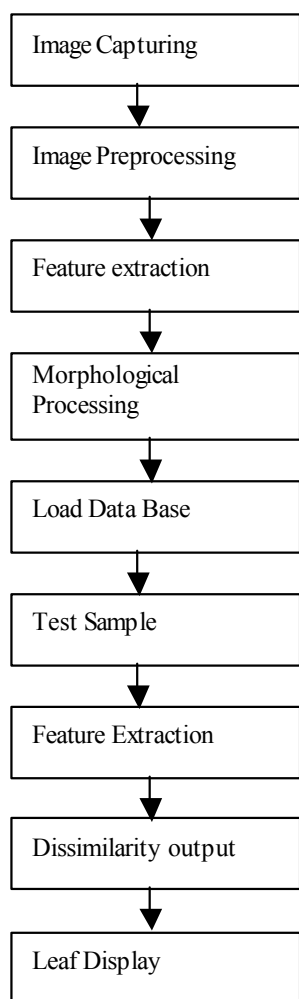 Image Capturing
Image Preprocessing
Feature extraction
Morphological
Processing
Load Data Base
Test Sample
Feature Extraction
Dissimilarity output
Leaf Display